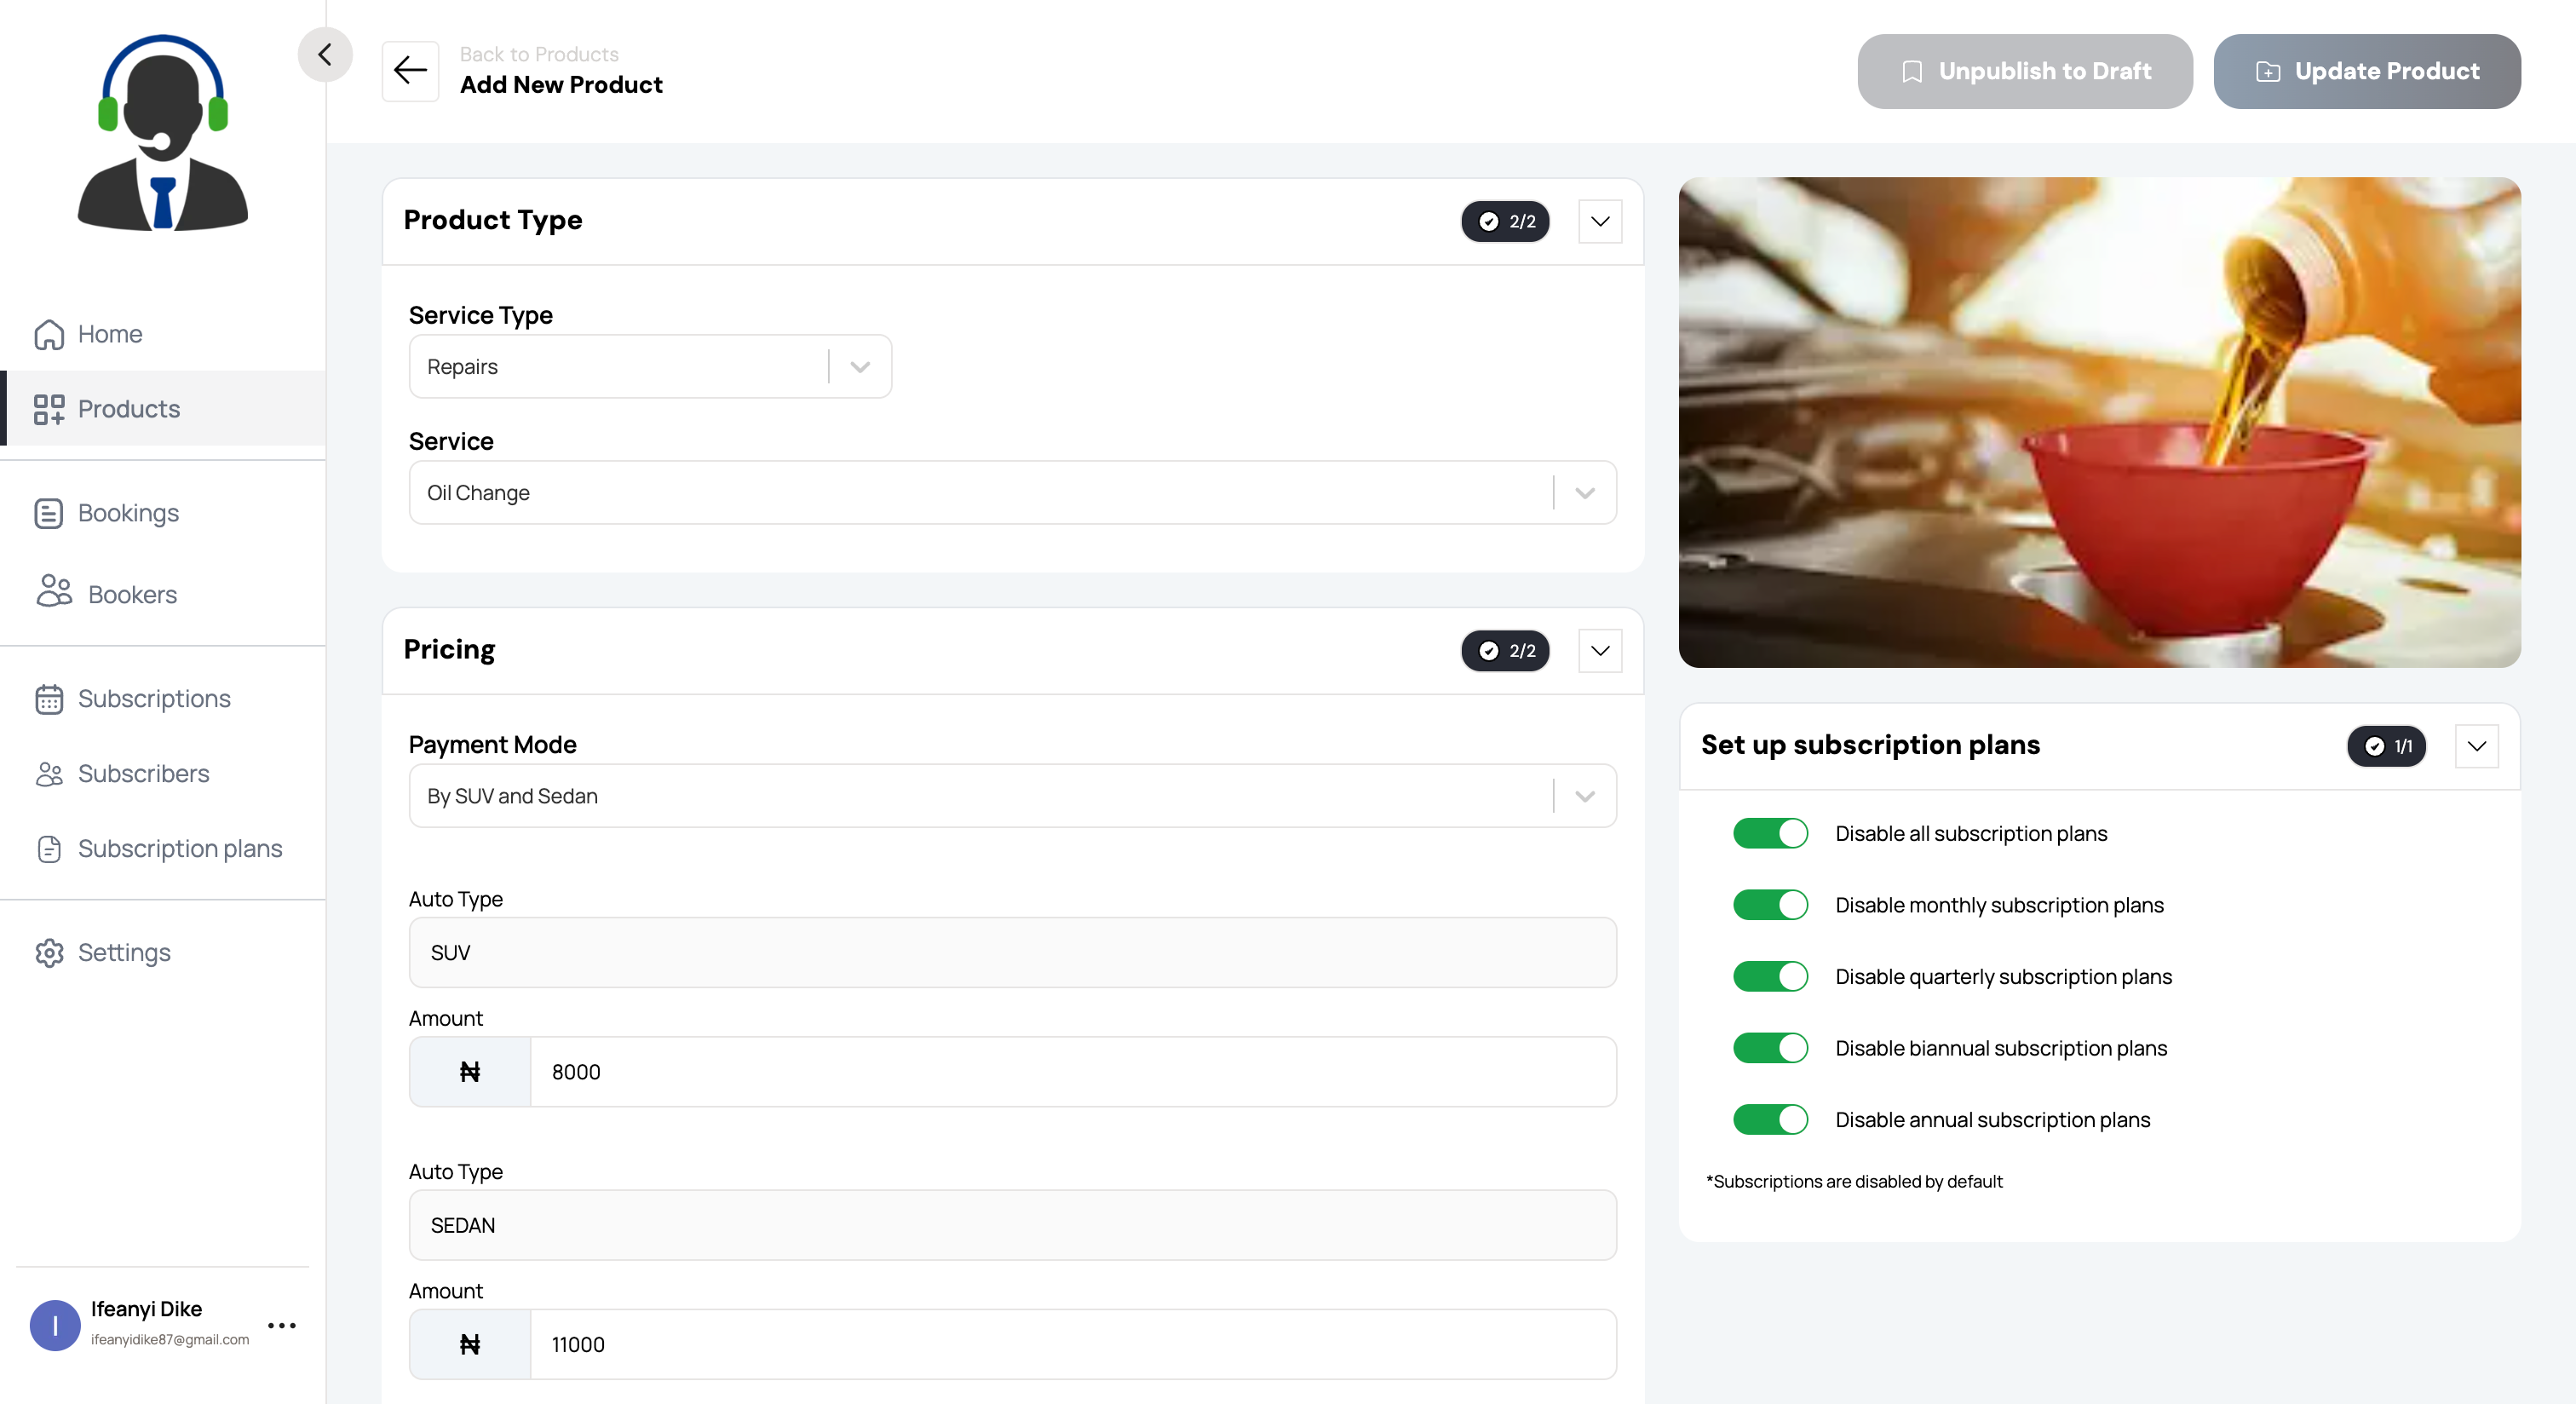 Back to Products
Add New Product
Unpublish to Draft
Update Product
Home
Products
Bookings
Bookers
Subscriptions
Subscribers
Subscription plans
Settings
I
Ifeanyi Dike
ifeanyidike87@gmail.com
Product Type
2/2
Service Type
Repairs
Service
Oil Change
Pricing
2/2
Payment Mode
By SUV and Sedan
Auto Type
SUV
Amount
₦ 8000
Auto Type
SEDAN
Amount
₦ 11000
Set up subscription plans
1/1
Disable all subscription plans
Disable monthly subscription plans
Disable quarterly subscription plans
Disable biannual subscription plans
Disable annual subscription plans
*Subscriptions are disabled by default